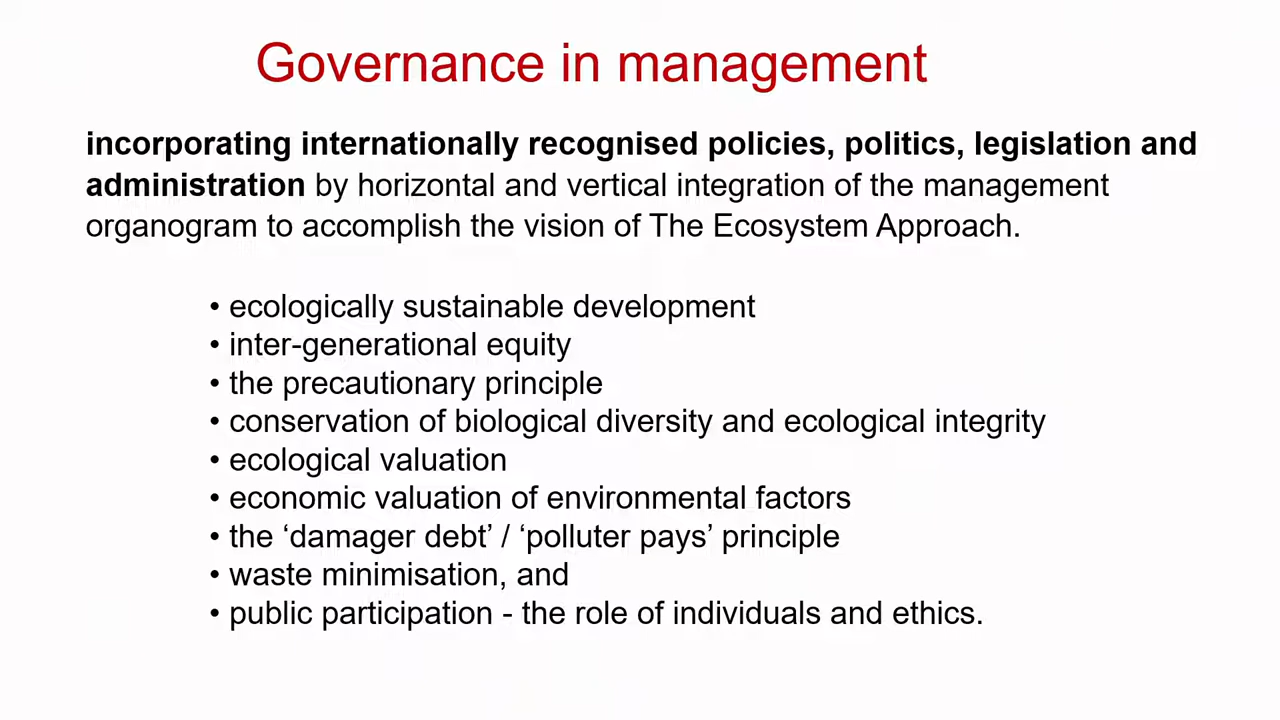 Governance in management
incorporating internationally recognised policies, politics, legislation and
administration by horizontal and vertical integration of the management
organogram to accomplish the vision of The Ecosystem Approach.
• ecologically sustainable development
• inter-generational equity
• the precautionary principle
• conservation of biological diversity and ecological integrity
• ecological valuation
• economic valuation of environmental factors
• the ‘damager debt’ / ‘polluter pays’ principle
• waste minimisation, and
• public participation - the role of individuals and ethics.